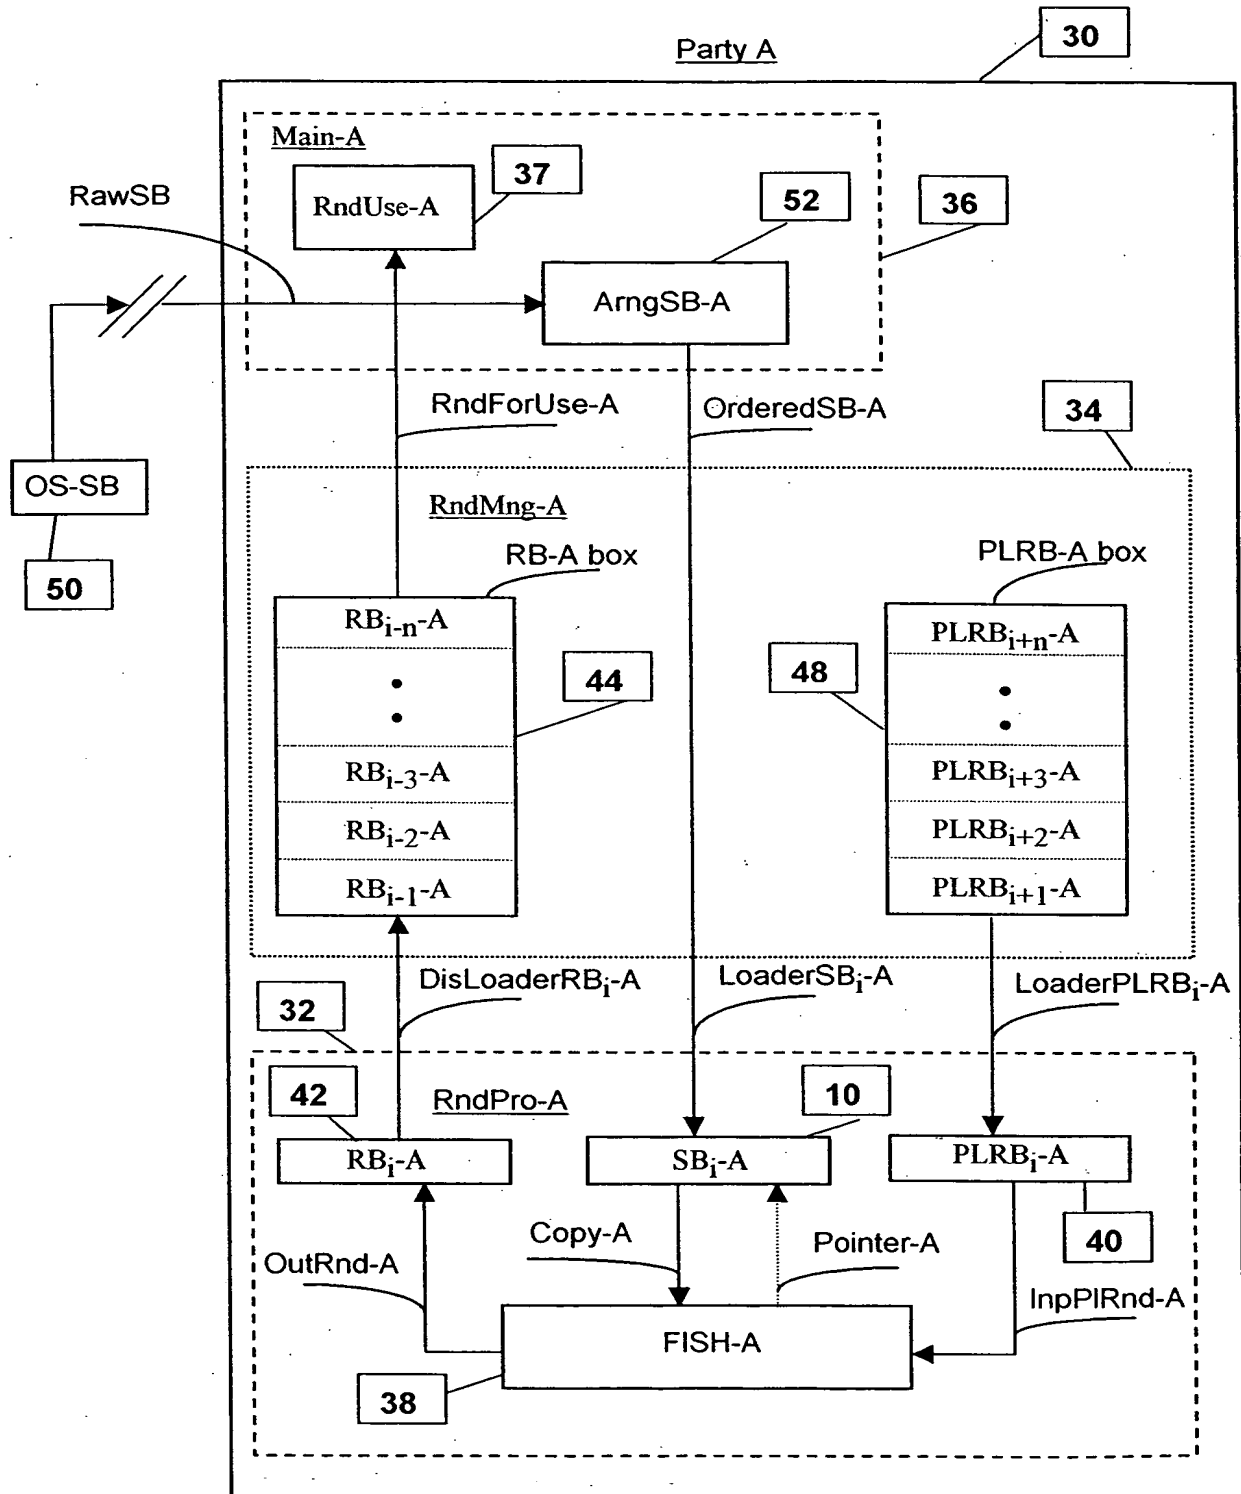 30
Party A
Main-A
37
RndUse-A
RawSB
52
36
ArngSB-A
RndForUse-A
OrderedSB-A
34
OS-SB
50
RndMng-A
RB-A box
PLRB-A box
RBi-n-A
PLRBi+n-A
44
48
RBi-3-A
PLRBi+3-A
RBi-2-A
PLRBi+2-A
RBi-1-A
PLRBi+1-A
DisLoaderRBi-A
LoaderSBi-A
LoaderPLRBi-A
32
42
RndPro-A
10
RBi-A
SBi-A
PLRBi-A
40
Copy-A
Pointer-A
OutRnd-A
InpPlRnd-A
FISH-A
38